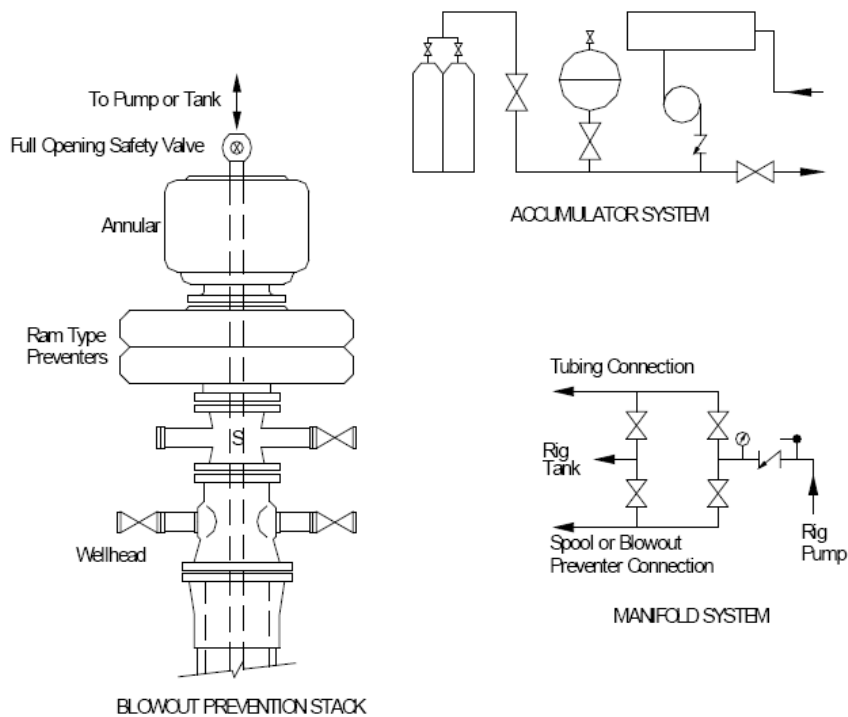 To Pump or Tank
Full Opening Safety Valve
Annular
Ram Type
Preventers
S
Wellhead
BLOWOUT PREVENTION STACK
ACCUMULATOR SYSTEM
Tubing Connection
Rig
Tank
Spool or Blowout
Preventer Connection
Rig
Pump
MANIFOLD SYSTEM